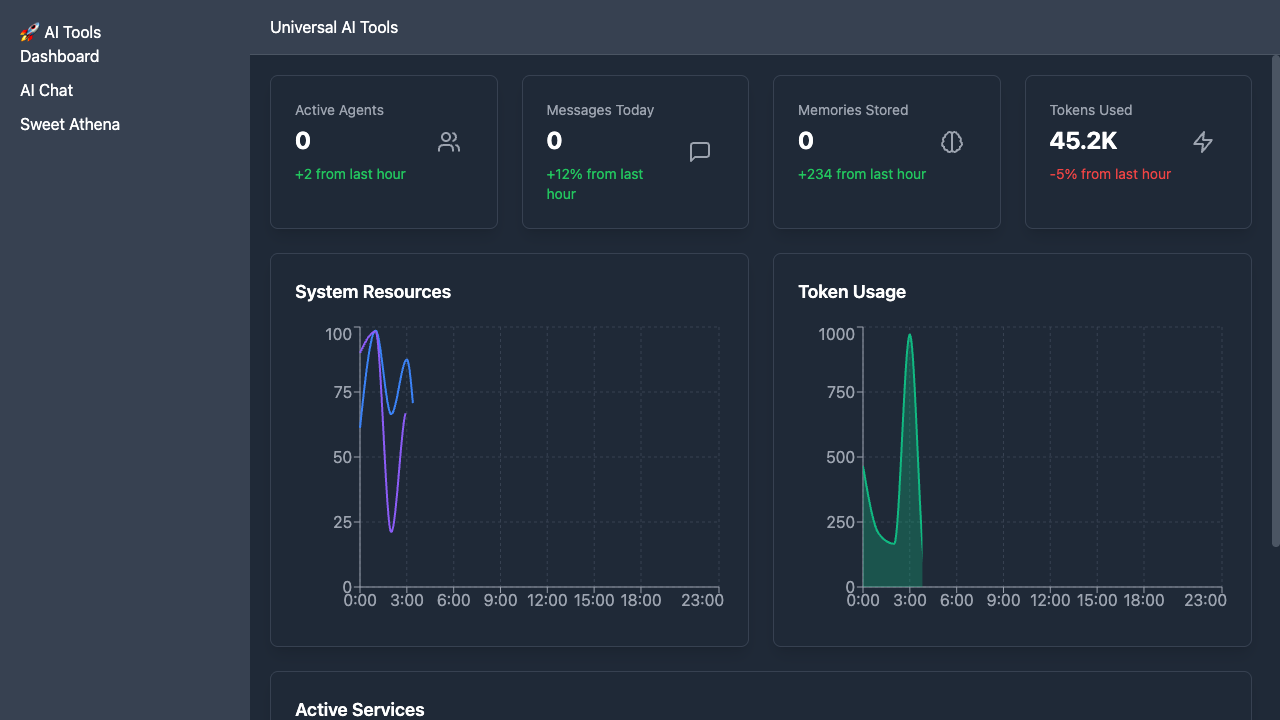 🚀 AI Tools
Dashboard
AI Chat
Sweet Athena
Universal AI Tools
Active Agents
0
+2 from last hour
Messages Today
0
+12% from last
hour
Memories Stored
0
+234 from last hour
Tokens Used
45.2K
-5% from last hour
System Resources
100
75
50
25
0
0:00 3:00 6:00 9:00 12:00 15:00 18:00 23:00
Token Usage
1000
750
500
250
0
0:00 3:00 6:00 9:00 12:00 15:00 18:00 23:00
Active Services